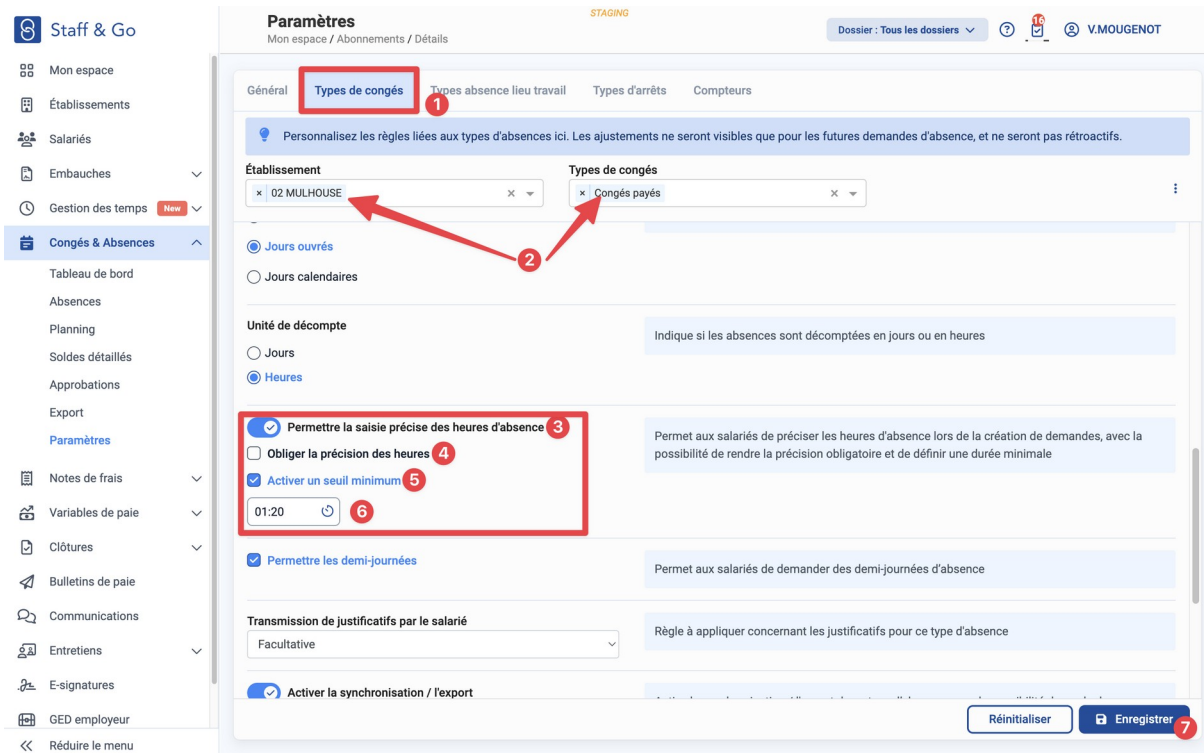 Staff & Go
Paramètres
Mon espace / Abonnements / Détails
STAGING
Dossier : Tous les dossiers
16
V.MOUGENOT
Mon espace
Établissements
Salariés
Embauches
Gestion des temps New
Congés & Absences
Tableau de bord
Absences
Planning
Soldes détaillés
Approbations
Export
Paramètres
Notes de frais
Variables de paie
Clôtures
Bulletins de paie
Communications
Entretiens
E-signatures
GED employeur
Réduire le menu
Général Types de congés Types absence lieu travail Types d'arrêts Compteurs
1
Personnalisez les règles liées aux types d'absences ici. Les ajustements ne seront visibles que pour les futures demandes d'absence, et ne seront pas rétroactifs.
Établissement Types de congés
× 02 MULHOUSE × × Congés payés ×
2
Jours ouvrés
Jours calendaires
Unité de décompte
Indique si les absences sont décomptées en jours ou en heures
Jours
Heures
Permettre la saisie précise des heures d'absence 3
Obliger la précision des heures 4
Activer un seuil minimum 5
01:20 6
Permet aux salariés de préciser les heures d'absence lors de la création de demandes, avec la
possibilité de rendre la précision obligatoire et de définir une durée minimale
Permettre les demi-journées
Permet aux salariés de demander des demi-journées d'absence
Transmission de justificatifs par le salarié
Facultative
Règle à appliquer concernant les justificatifs pour ce type d'absence
Activer la synchronisation / l'export
Réinitialiser Enregistrer 7